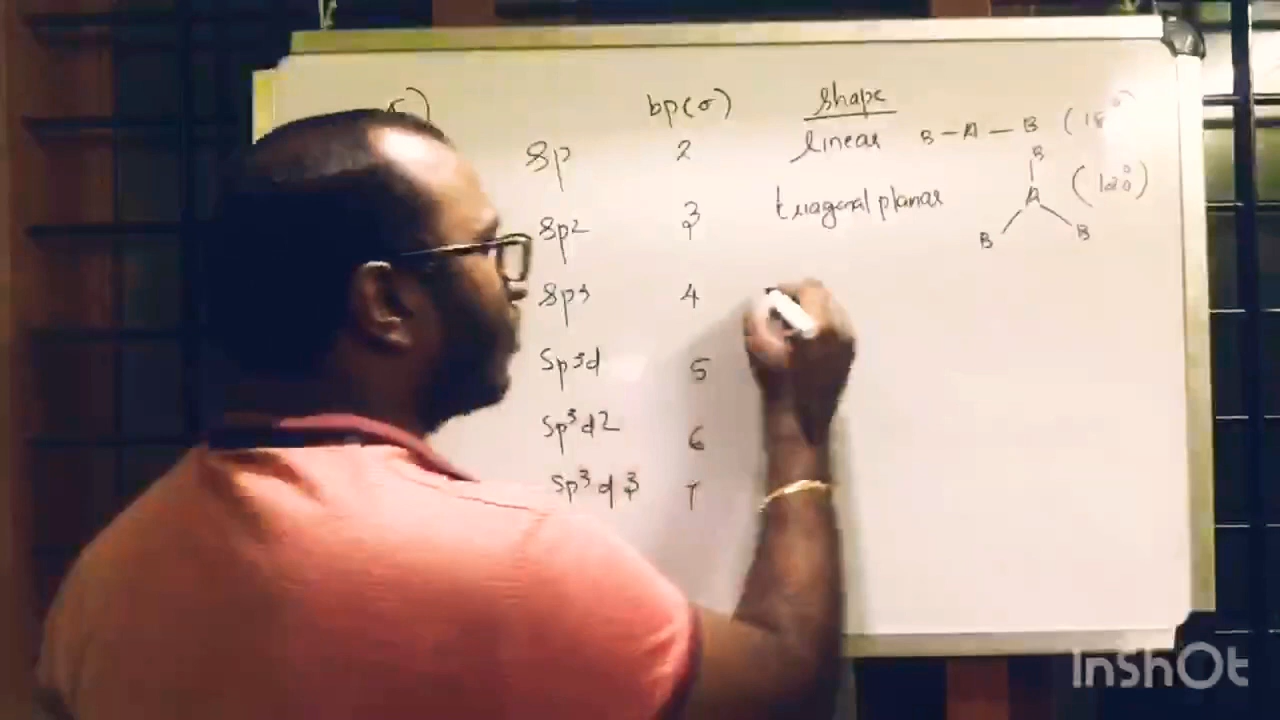 bp(σ) shape
sp 2 linear B - A - B
B
sp2 3 triagonal planar A (120°)
B B
sp3 4
sp3d 5
sp3d2 6
sp3d3 7
InShOt